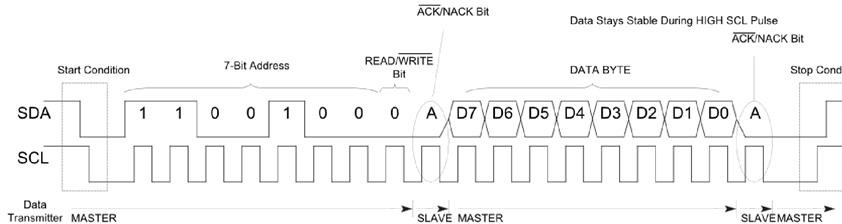 ACK/NACK Bit
Data Stays Stable During HIGH SCL Pulse
ACK/NACK Bit
Start Condition
7-Bit Address
READ/WRITE
Bit
DATA BYTE
Stop Cond
SDA 1 1 0 0 1 0 0 0 A D7 D6 D5 D4 D3 D2 D1 D0 A
SCL
Data
Transmitter MASTER SLAVE MASTER SLAVE MASTER